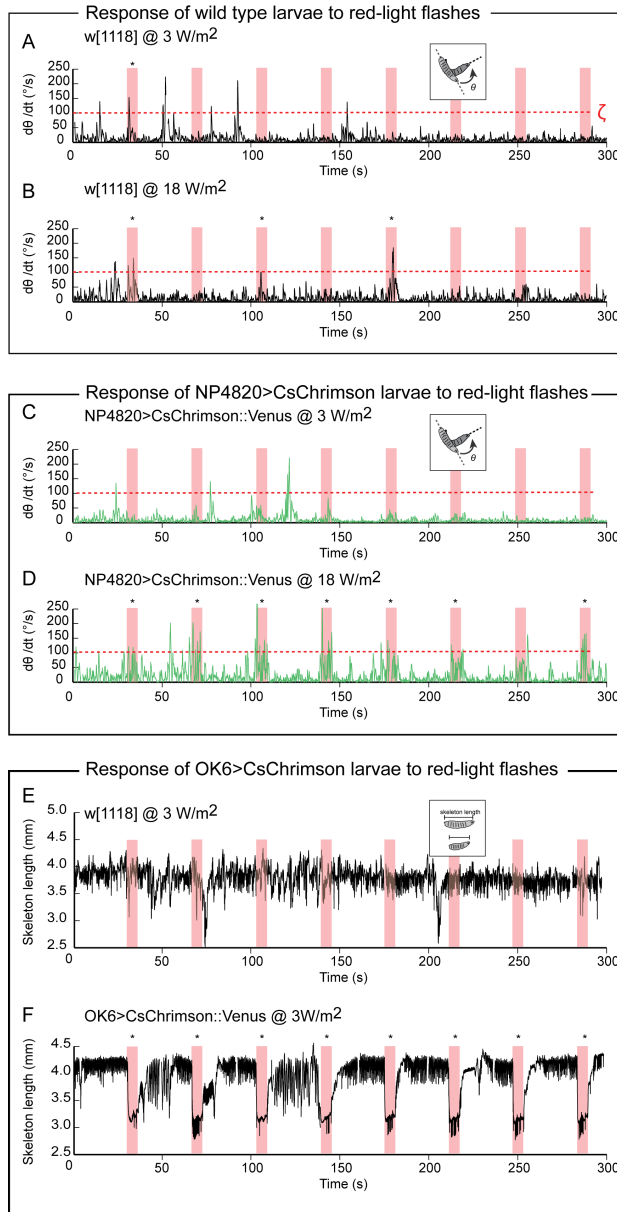 Response of wild type larvae to red-light flashes
A
w[1118] @ 3 W/m2
*
θ
ζ
dθ /dt (°/s)
250
200
150
100
50
0
0 50 100 150 200 250 300
Time (s)
B
w[1118] @ 18 W/m2
* * *
dθ /dt (°/s)
250
200
150
100
50
0
0 50 100 150 200 250 300
Time (s)
Response of NP4820>CsChrimson larvae to red-light flashes
C
NP4820>CsChrimson::Venus @ 3 W/m2
θ
dθ /dt (°/s)
250
200
150
100
50
0
0 50 100 150 200 250 300
Time (s)
D
NP4820>CsChrimson::Venus @ 18 W/m2
* * * * * * *
dθ /dt (°/s)
250
200
150
100
50
0
0 50 100 150 200 250 300
Time (s)
Response of OK6>CsChrimson larvae to red-light flashes
E
w[1118] @ 3 W/m2
skeleton length
Skeleton length (mm)
5.0
4.5
4.0
3.5
3.0
2.5
0 50 100 150 200 250 300
Time (s)
F
OK6>CsChrimson::Venus @ 3W/m2
* * * * * * * *
Skeleton length (mm)
4.5
4.0
3.5
3.0
2.5
0 50 100 150 200 250 300
Time (s)